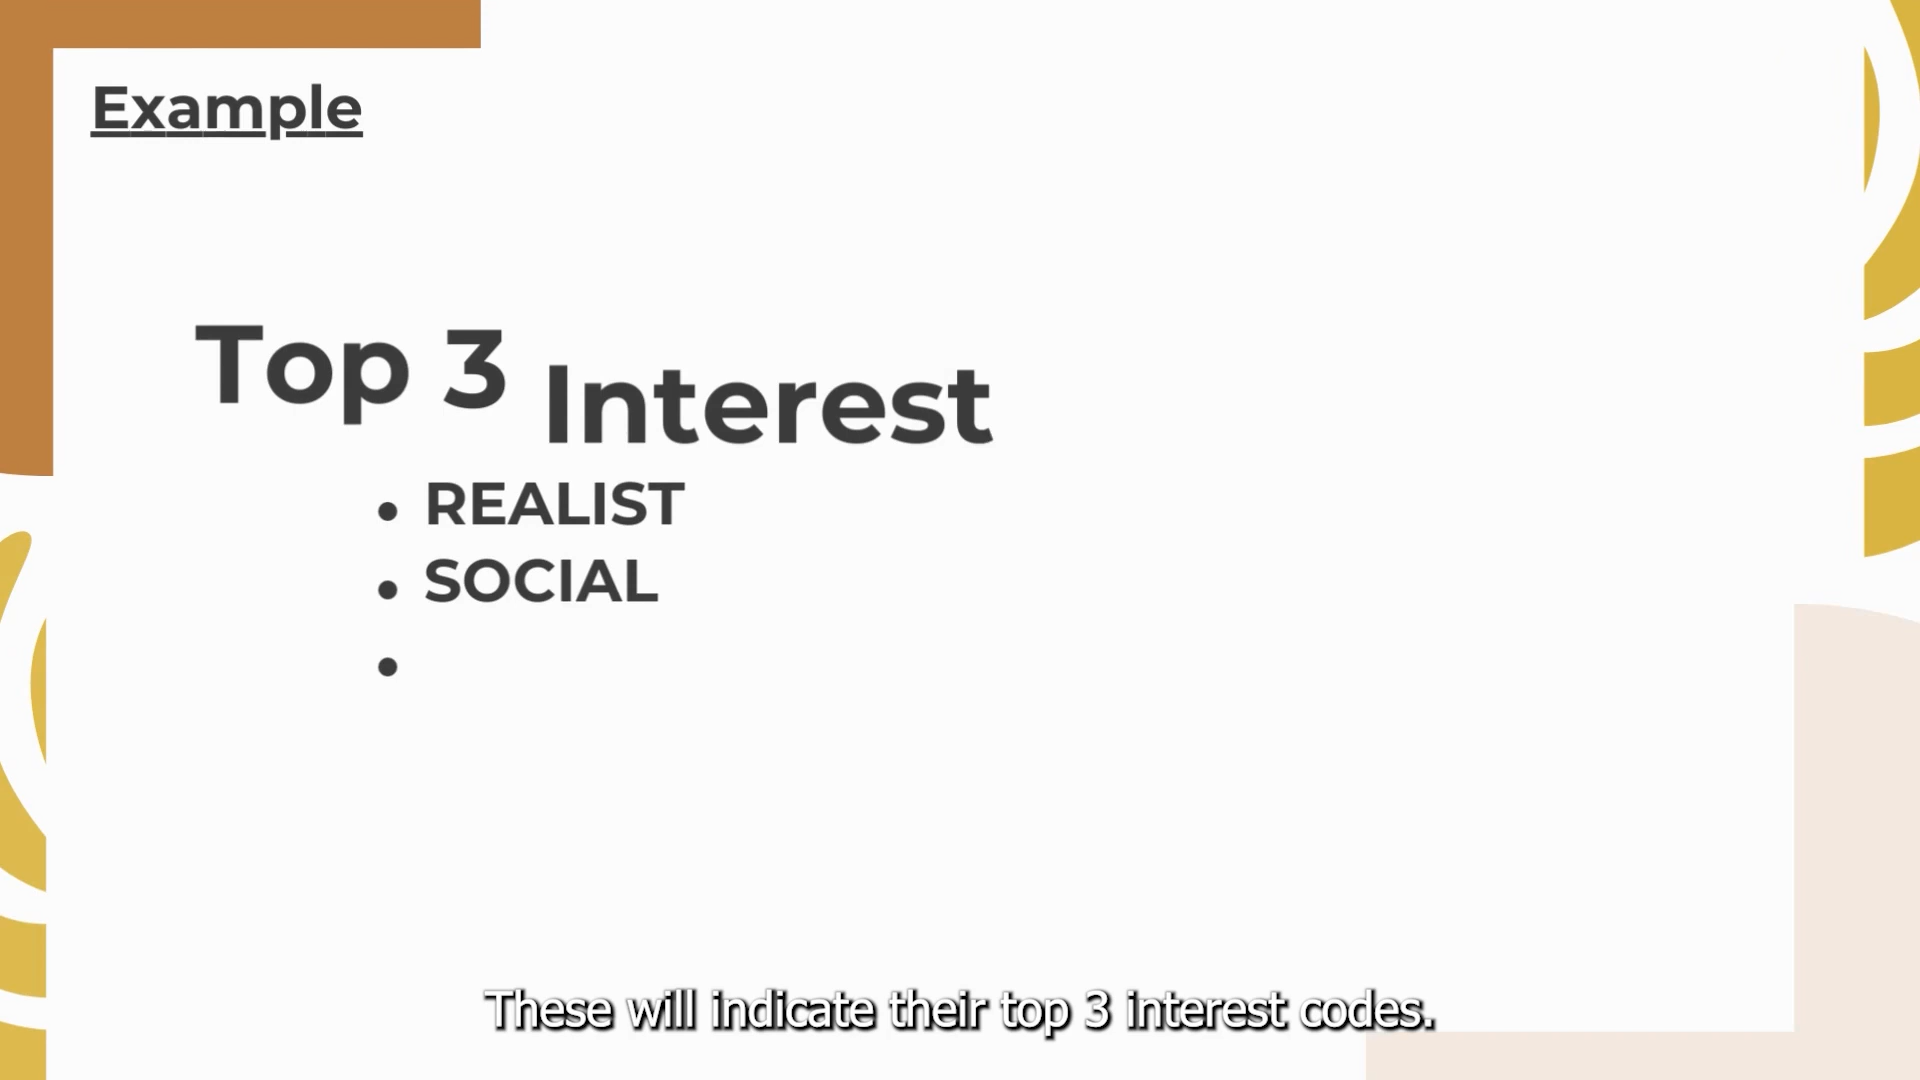 Example
Top 3 Interest
• REALIST
• SOCIAL
•
These will indicate their top 3 interest codes.